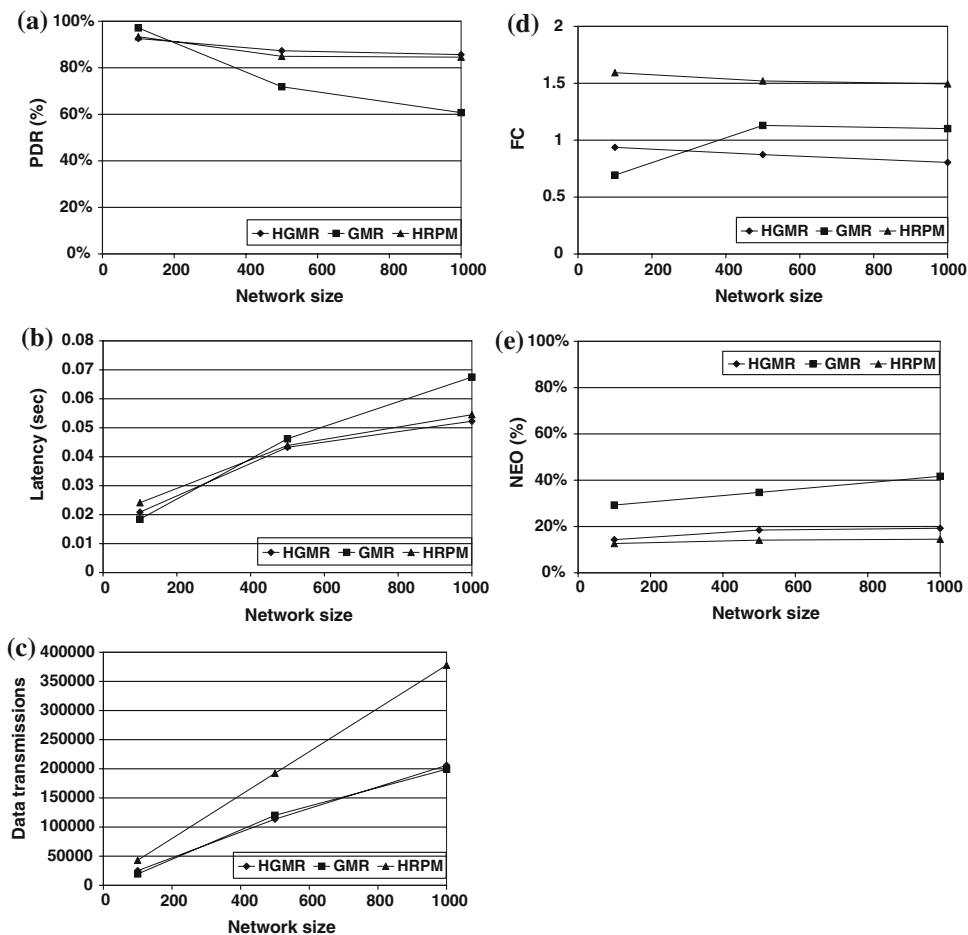 (a)
100%
80%
60%
40%
20%
0%
PDR (%)
HGMR GMR HRPM
0 200 400 600 800 1000
Network size
(d)
2
1.5
1
0.5
0
FC
HGMR GMR HRPM
0 200 400 600 800 1000
Network size
(b)
0.08
0.07
0.06
0.05
0.04
0.03
0.02
0.01
0
Latency (sec)
HGMR GMR HRPM
0 200 400 600 800 1000
Network size
(e)
100%
80%
60%
40%
20%
0%
NEO (%)
HGMR GMR HRPM
0 200 400 600 800 1000
Network size
(c)
400000
350000
300000
250000
200000
150000
100000
50000
0
Data transmissions
HGMR GMR HRPM
0 200 400 600 800 1000
Network size